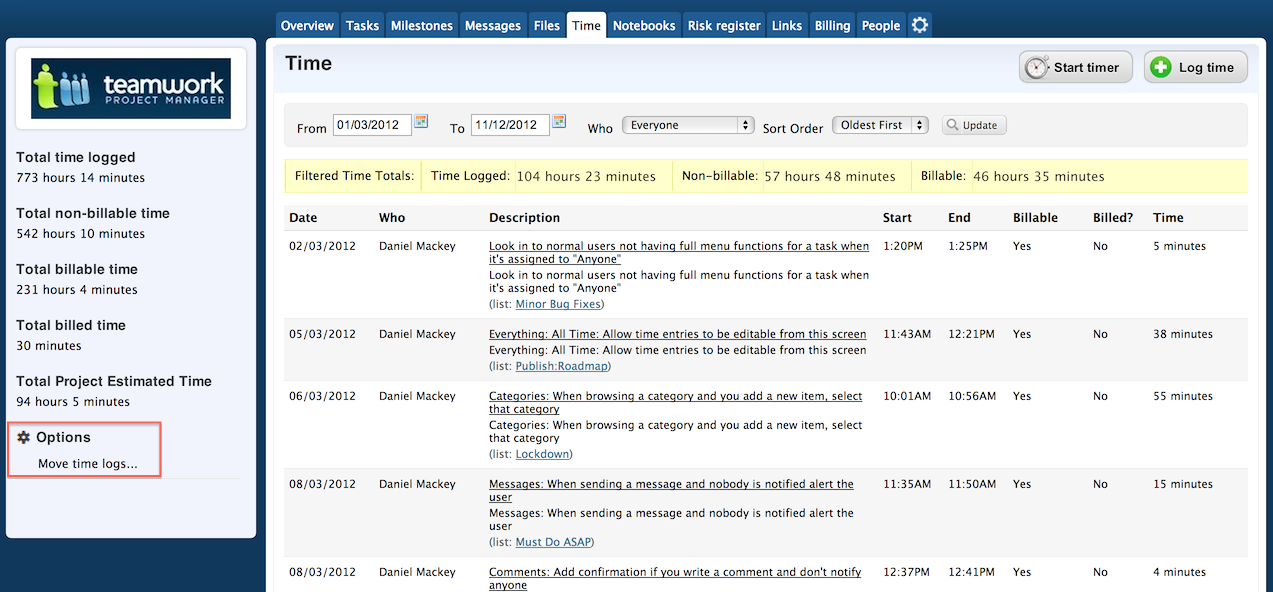 Overview Tasks Milestones Messages Files Time Notebooks Risk register Links Billing People
teamwork
PROJECT MANAGER
Total time logged
773 hours 14 minutes
Total non-billable time
542 hours 10 minutes
Total billable time
231 hours 4 minutes
Total billed time
30 minutes
Total Project Estimated Time
94 hours 5 minutes
Options
Move time logs...
Time
Start timer
Log time
From 01/03/2012 To 11/12/2012 Who Everyone Sort Order Oldest First Update
Filtered Time Totals: Time Logged: 104 hours 23 minutes Non-billable: 57 hours 48 minutes Billable: 46 hours 35 minutes
Date Who Description Start End Billable Billed? Time
02/03/2012 Daniel Mackey Look in to normal users not having full menu functions for a task when 1:20PM 1:25PM Yes No 5 minutes
it's assigned to "Anyone"
Look in to normal users not having full menu functions for a task when
it's assigned to "Anyone"
(list: Minor Bug Fixes)
05/03/2012 Daniel Mackey Everything: All Time: Allow time entries to be editable from this screen 11:43AM 12:21PM Yes No 38 minutes
Everything: All Time: Allow time entries to be editable from this screen
(list: Publish:Roadmap)
06/03/2012 Daniel Mackey Categories: When browsing a category and you add a new item, select 10:01AM 10:56AM Yes No 55 minutes
that category
Categories: When browsing a category and you add a new item, select
that category
(list: Lockdown)
08/03/2012 Daniel Mackey Messages: When sending a message and nobody is notified alert the 11:35AM 11:50AM Yes No 15 minutes
user
Messages: When sending a message and nobody is notified alert the
user
(list: Must Do ASAP)
08/03/2012 Daniel Mackey Comments: Add confirmation if you write a comment and don't notify 12:37PM 12:41PM Yes No 4 minutes
anyone